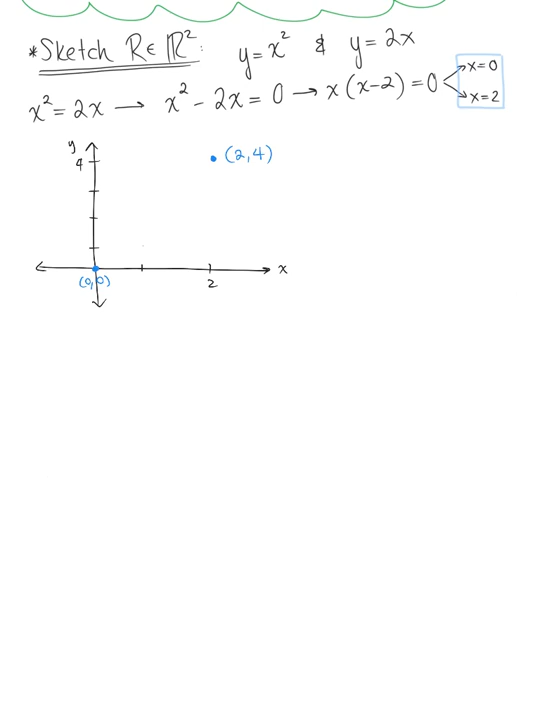 *Sketch R∈ℝ²: y=x² & y=2x
x²=2x → x²-2x=0 → x(x-2)=0
x=0
x=2
y
4
(2,4)
x
(0,0)
2